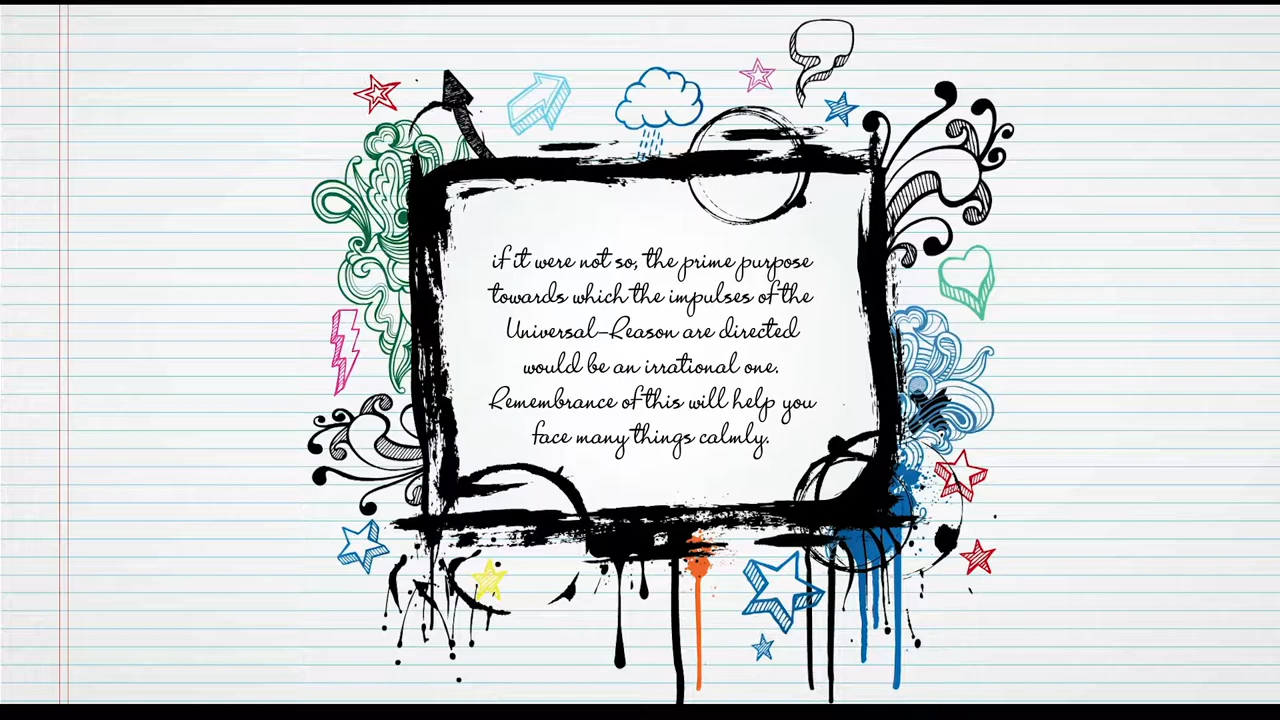 if it were not so, the prime purpose
towards which the impulses of the
Universal-Reason are directed
would be an irrational one.
Remembrance of this will help you
face many things calmly.